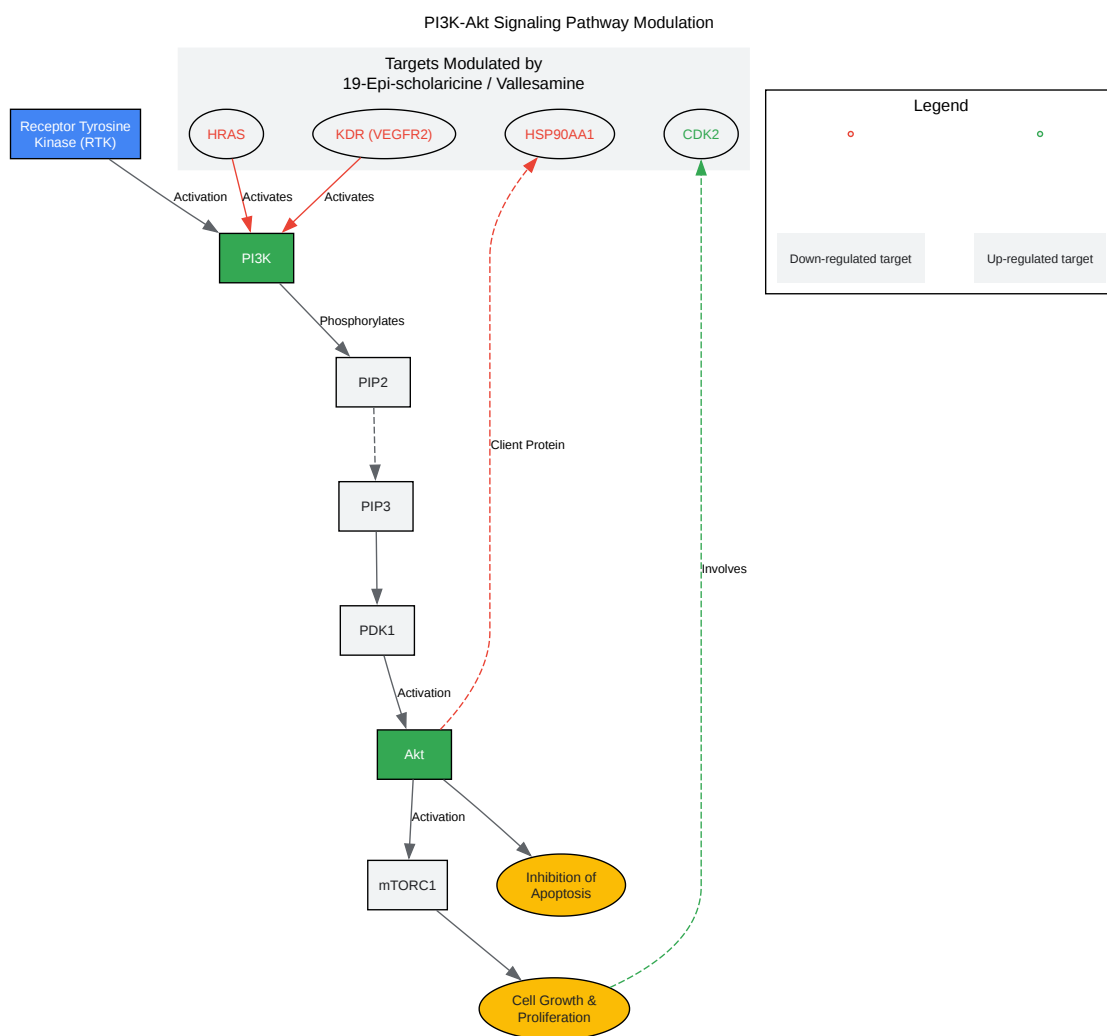 PI3K-Akt Signaling Pathway Modulation
Targets Modulated by
19-Epi-scholaricine / Vallesamine
Legend
Receptor Tyrosine
Kinase (RTK)
HRAS
KDR (VEGFR2)
HSP90AA1
CDK2
Activation
Activates
Activates
PI3K
Down-regulated target
Up-regulated target
Phosphorylates
PIP2
Client Protein
PIP3
Involves
PDK1
Activation
Akt
Activation
mTORC1
Inhibition of
Apoptosis
Cell Growth &
Proliferation